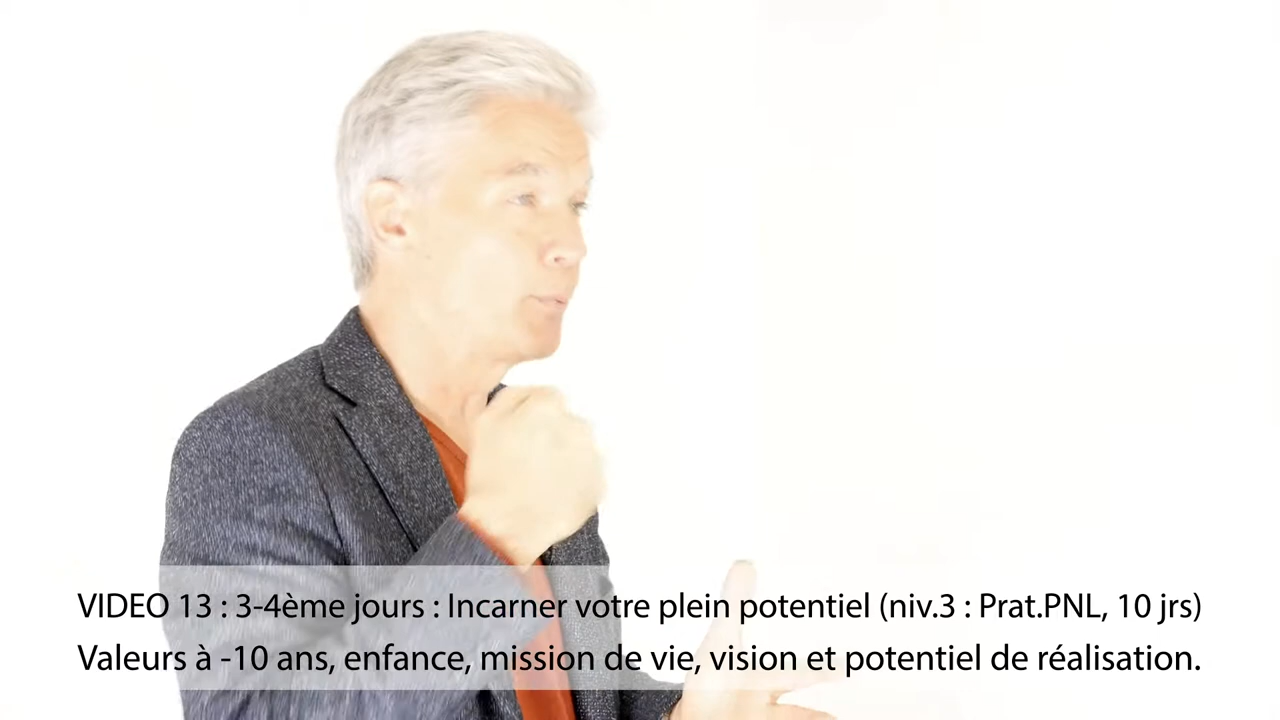 VIDEO 13 : 3-4ème jours : Incarner votre plein potentiel (niv.3 : Prat.PNL, 10 jrs)
Valeurs à -10 ans, enfance, mission de vie, vision et potentiel de réalisation.